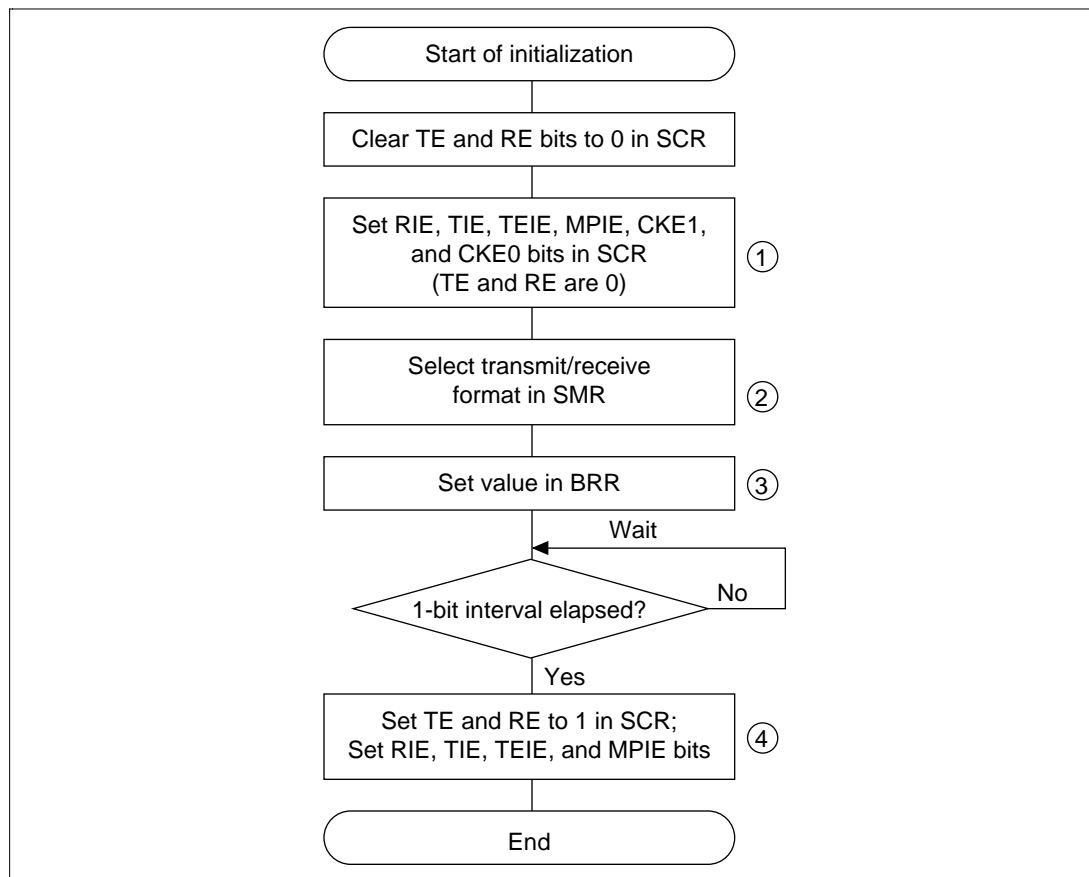 Start of initialization
Clear TE and RE bits to 0 in SCR
Set RIE, TIE, TEIE, MPIE, CKE1,
and CKE0 bits in SCR
(TE and RE are 0)
1
Select transmit/receive
format in SMR
2
Set value in BRR
3
Wait
1-bit interval elapsed?
No
Yes
Set TE and RE to 1 in SCR;
Set RIE, TIE, TEIE, and MPIE bits
4
End